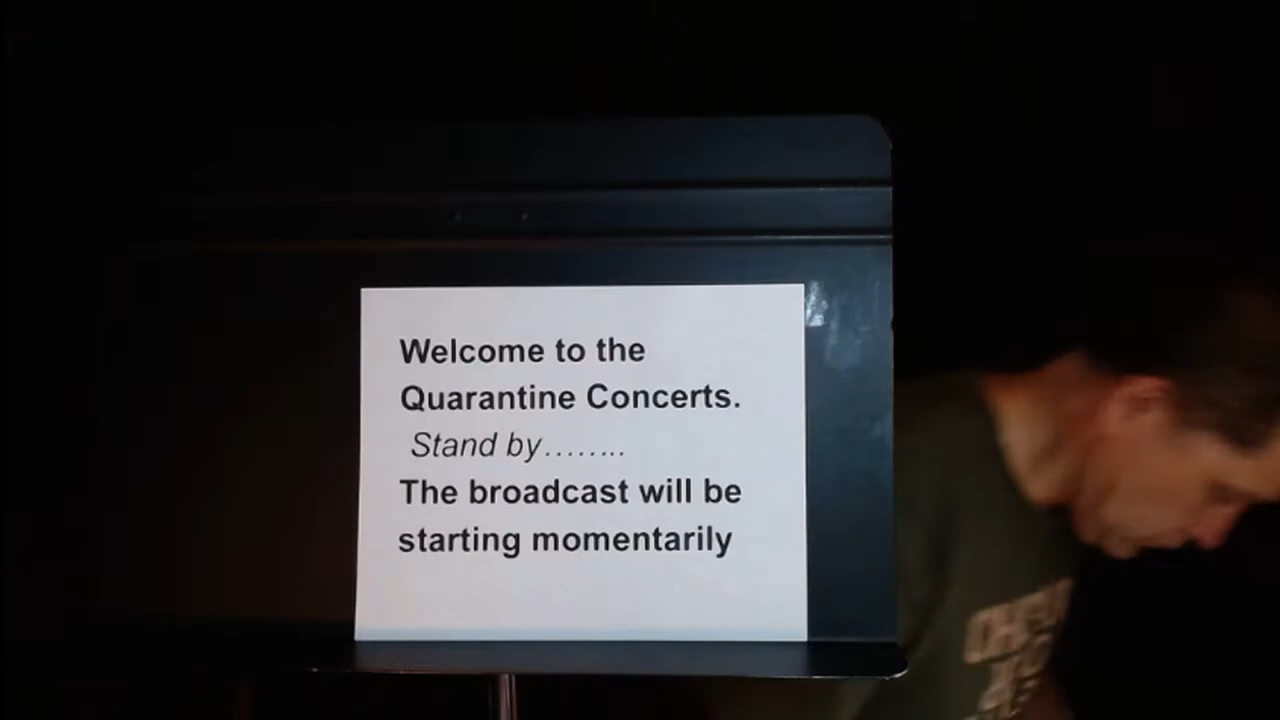 Welcome to the
Quarantine Concerts.
Stand by........
The broadcast will be
starting momentarily